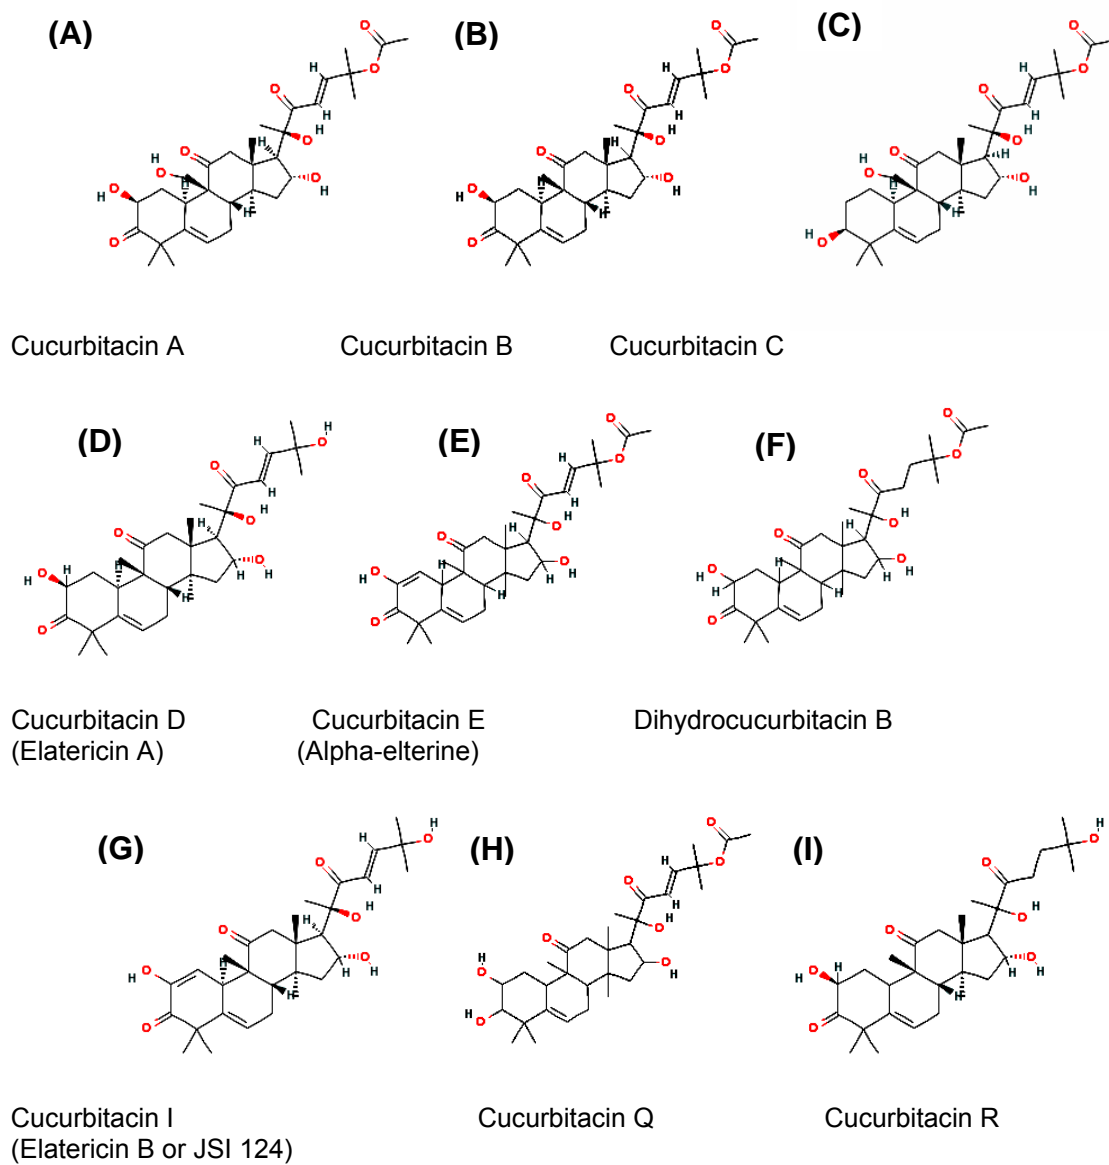 (A) (B) (C)
Cucurbitacin A Cucurbitacin B Cucurbitacin C
(D) (E) (F)
Cucurbitacin D Cucurbitacin E Dihydrocucurbitacin B
(Elatericin A) (Alpha-elterine)
(G) (H) (I)
Cucurbitacin I Cucurbitacin Q Cucurbitacin R
(Elatericin B or JSI 124)